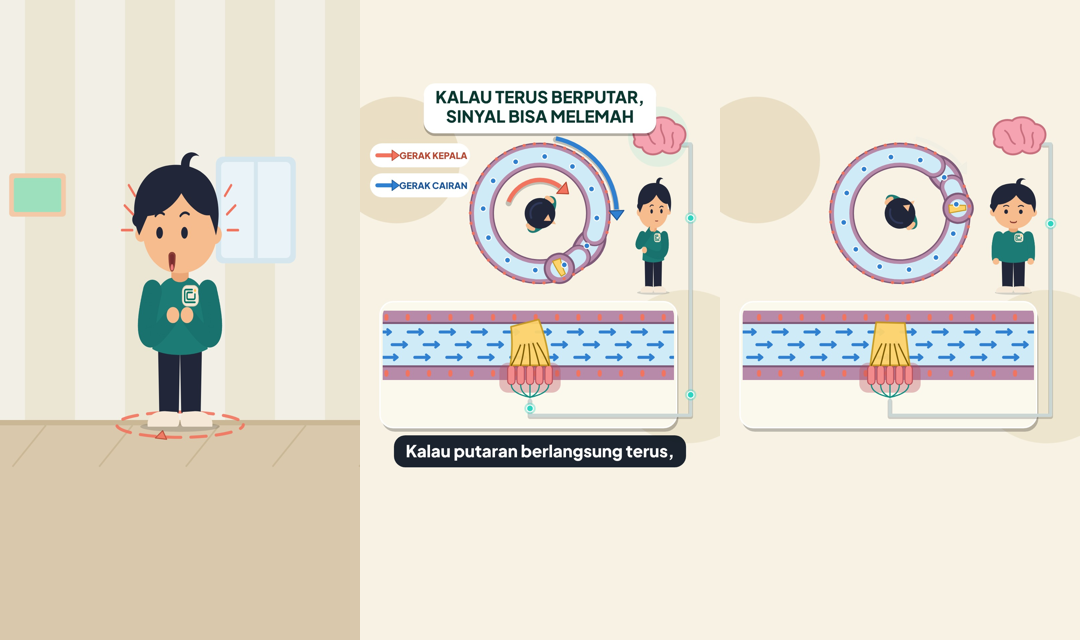 KALAU TERUS BERPUTAR,
SINYAL BISA MELEMAH
GERAK KEPALA
GERAK CAIRAN
Kalau putaran berlangsung terus,